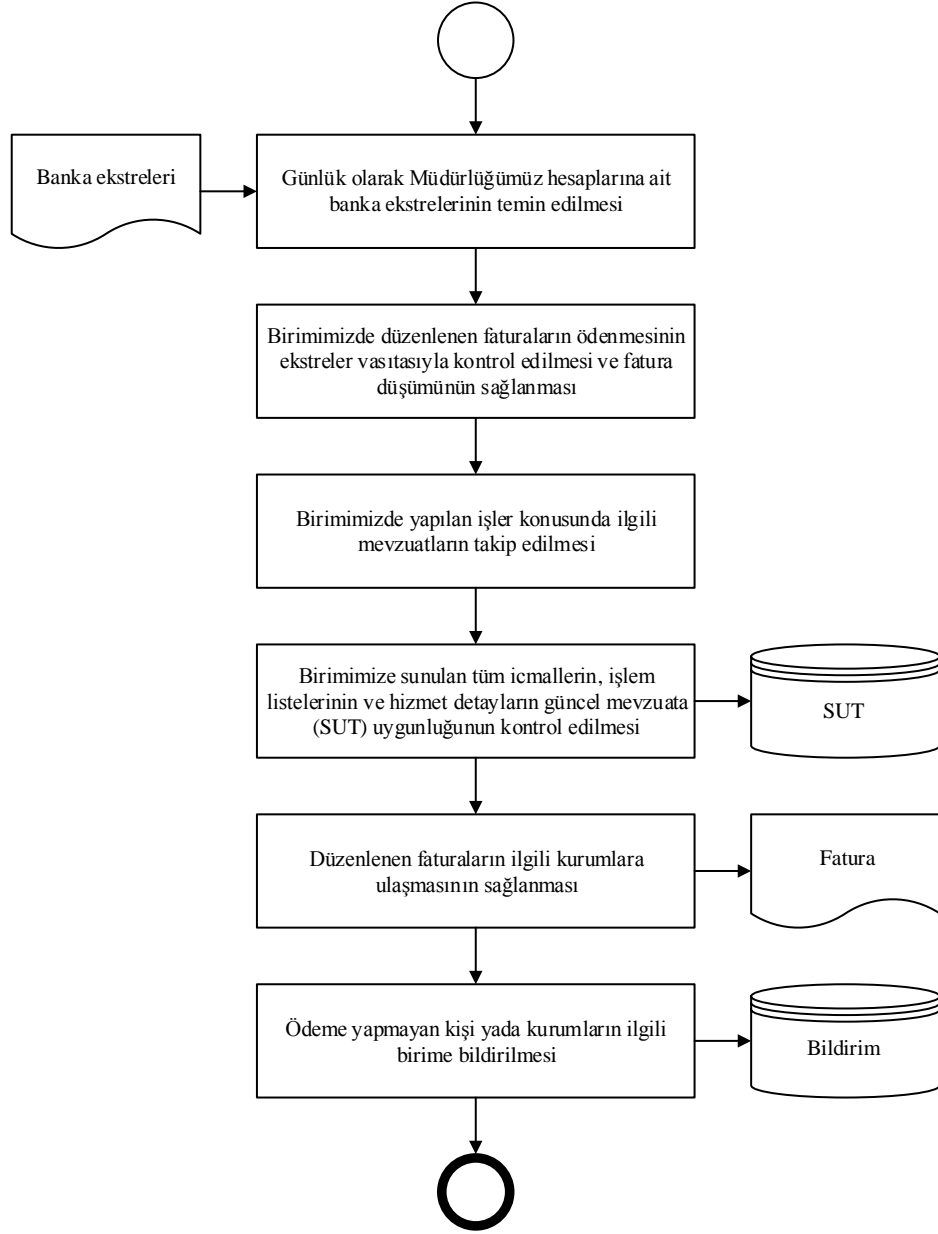 Banka ekstreleri
Günlük olarak Müdürlüğümüz hesaplarına ait
banka ekstrelerinin temin edilmesi
Birimimizde düzenlenen faturaların ödenmesinin
ekstreler vasıtasıyla kontrol edilmesi ve fatura
düşümünün sağlanması
Birimimizde yapılan işler konusunda ilgili
mevzuatların takip edilmesi
Birimimize sunulan tüm icmallerin, işlem
listelerinin ve hizmet detayların güncel mevzuata
(SUT) uygunluğunun kontrol edilmesi
SUT
Düzenlenen faturaların ilgili kurumlara
ulaşmasının sağlanması
Fatura
Ödeme yapmayan kişi yada kurumların ilgili
birime bildirilmesi
Bildirim